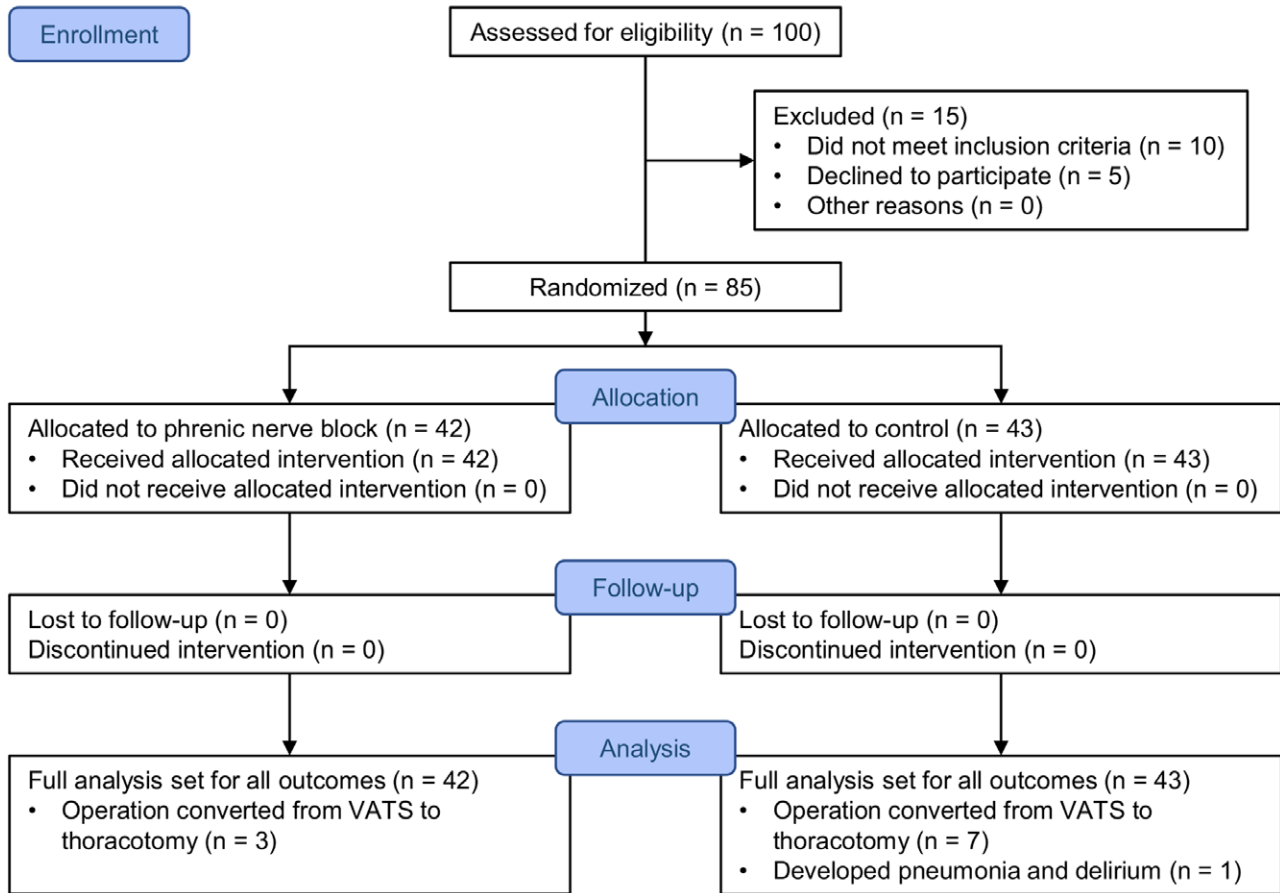 Enrollment
Assessed for eligibility (n = 100)
Excluded (n = 15)
• Did not meet inclusion criteria (n = 10)
• Declined to participate (n = 5)
• Other reasons (n = 0)
Randomized (n = 85)
Allocation
Allocated to phrenic nerve block (n = 42)
• Received allocated intervention (n = 42)
• Did not receive allocated intervention (n = 0)
Allocated to control (n = 43)
• Received allocated intervention (n = 43)
• Did not receive allocated intervention (n = 0)
Follow-up
Lost to follow-up (n = 0)
Discontinued intervention (n = 0)
Lost to follow-up (n = 0)
Discontinued intervention (n = 0)
Analysis
Full analysis set for all outcomes (n = 42)
• Operation converted from VATS to
thoracotomy (n = 3)
Full analysis set for all outcomes (n = 43)
• Operation converted from VATS to
thoracotomy (n = 7)
• Developed pneumonia and delirium (n = 1)